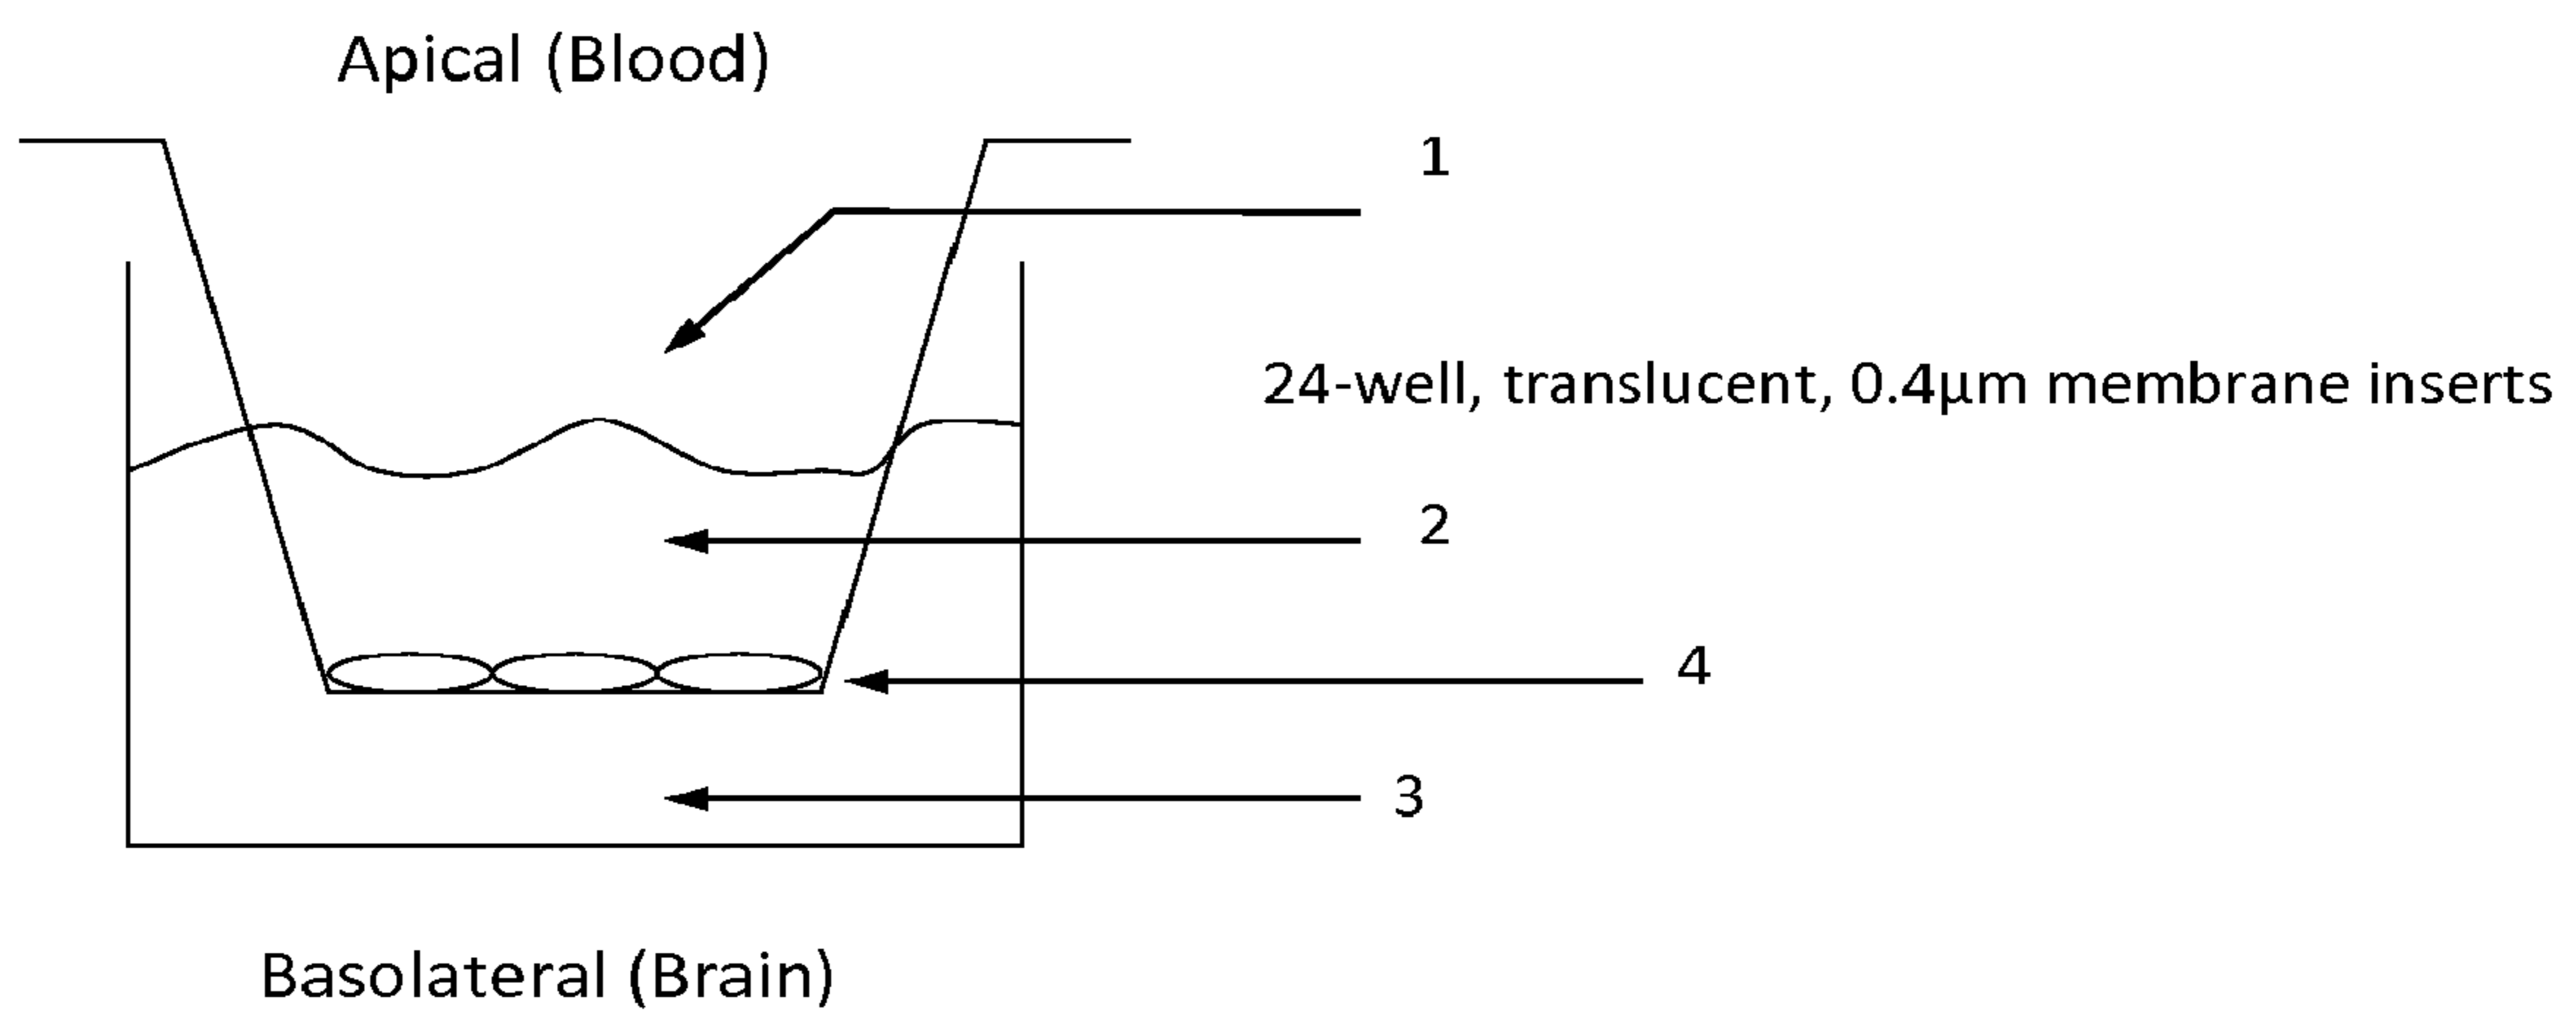 Apical (Blood)
1
24-well, translucent, 0.4µm membrane inserts
2
4
3
Basolateral (Brain)